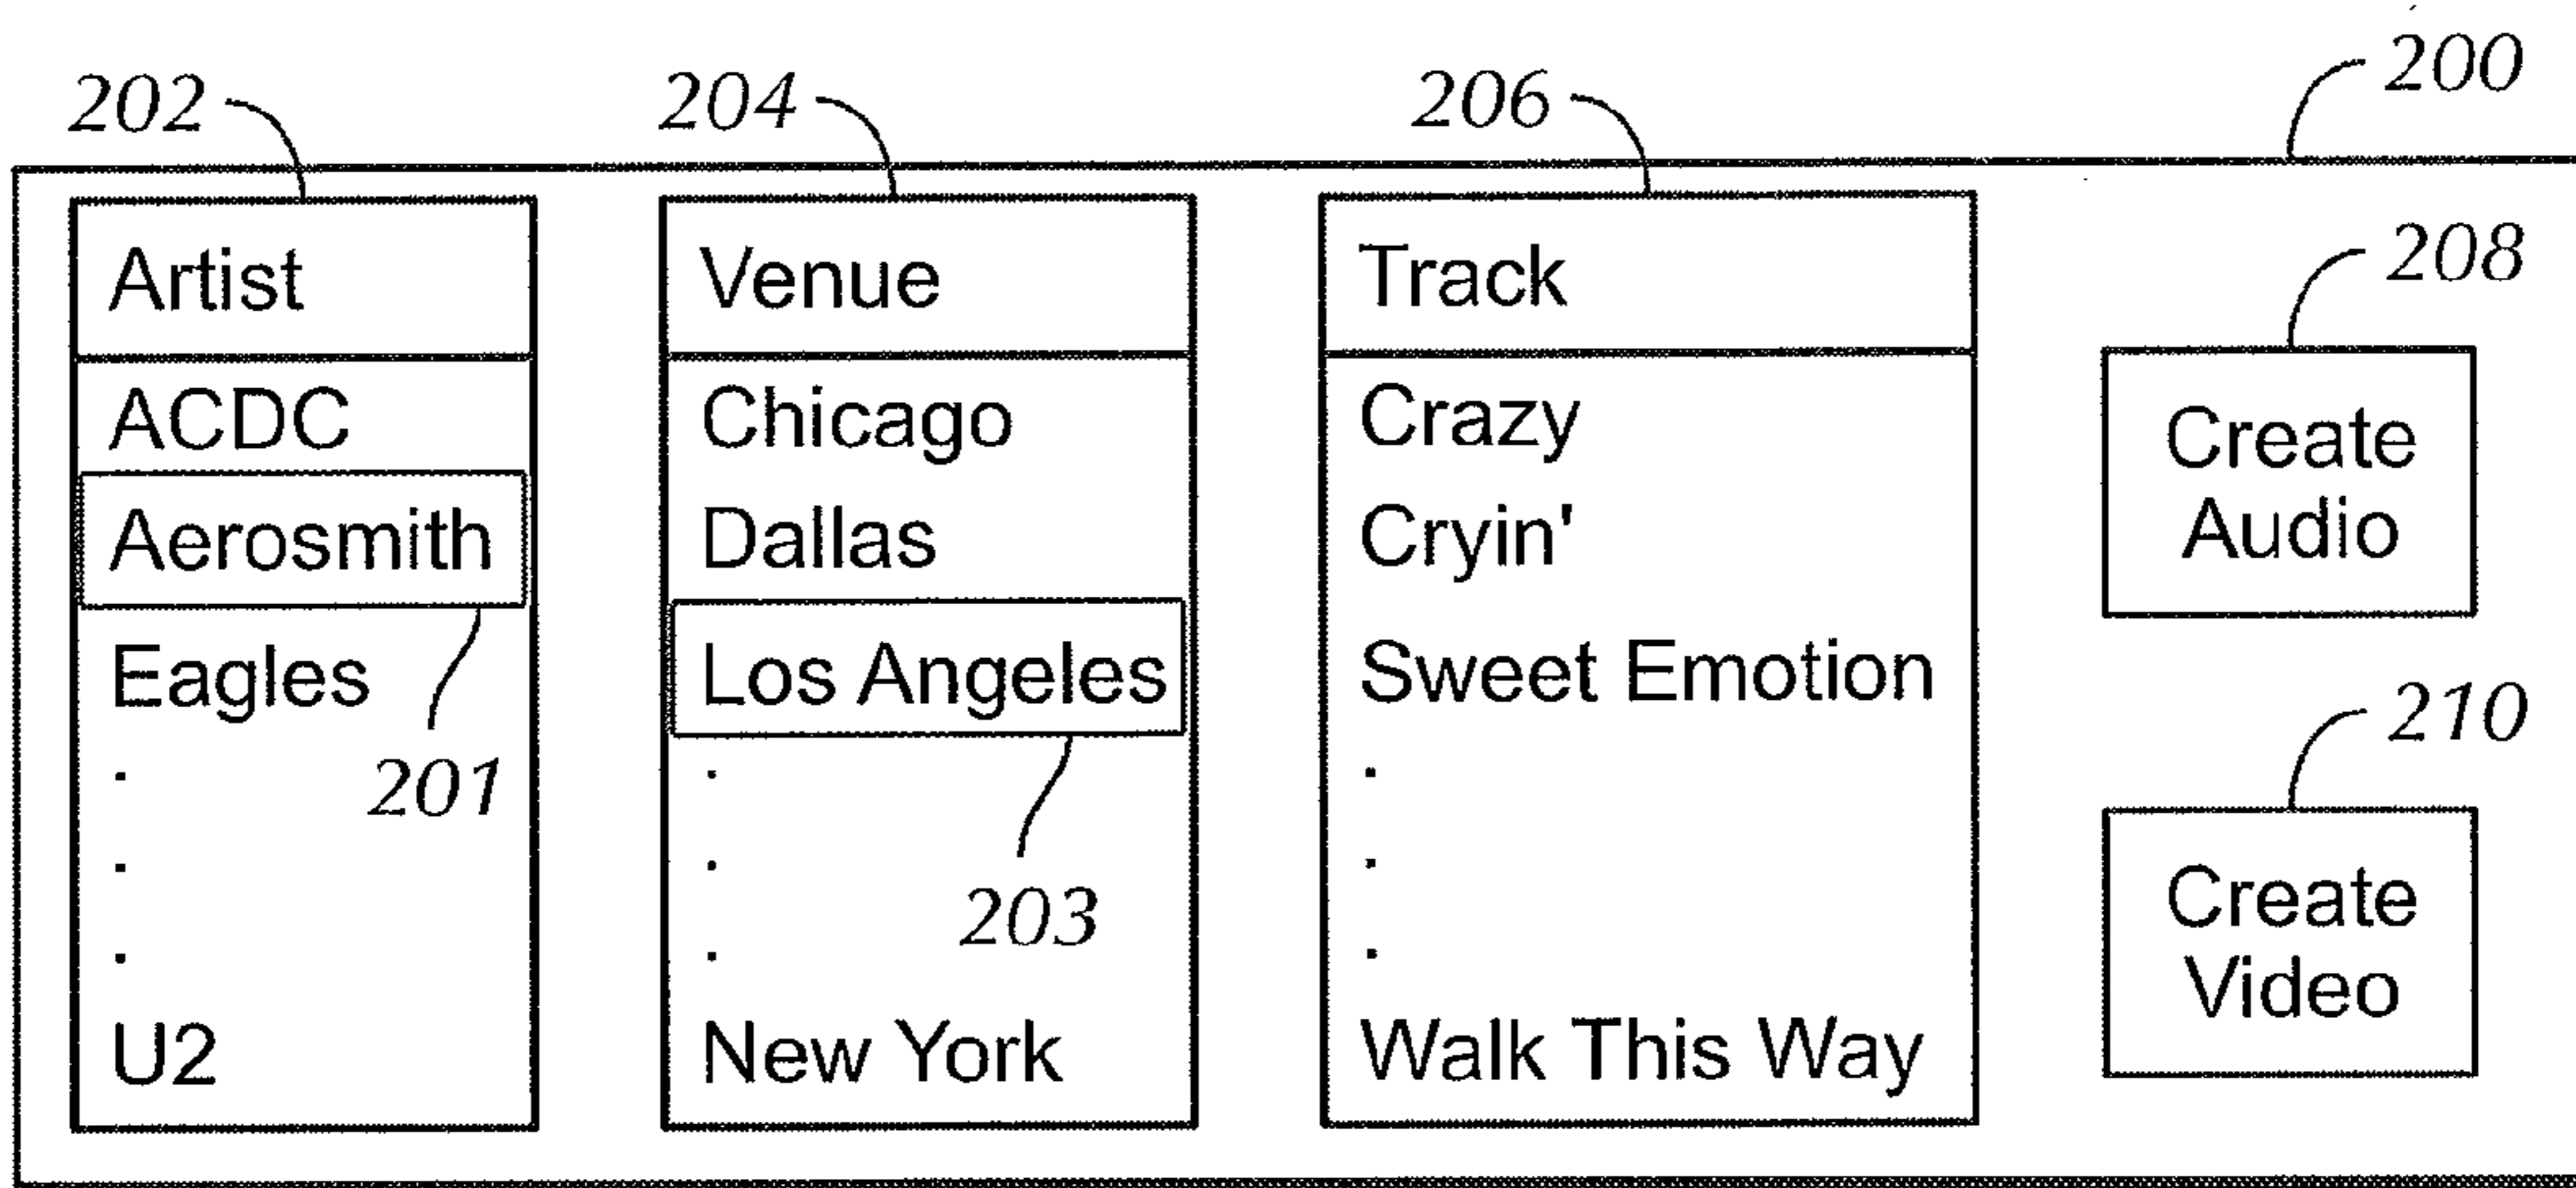 202
204
206
200
Artist
ACDC
Aerosmith
Eagles
.
.
.
U2
201
Venue
Chicago
Dallas
Los Angeles
.
.
.
New York
203
Track
Crazy
Cryin'
Sweet Emotion
.
.
.
Walk This Way
208
Create
Audio
210
Create
Video